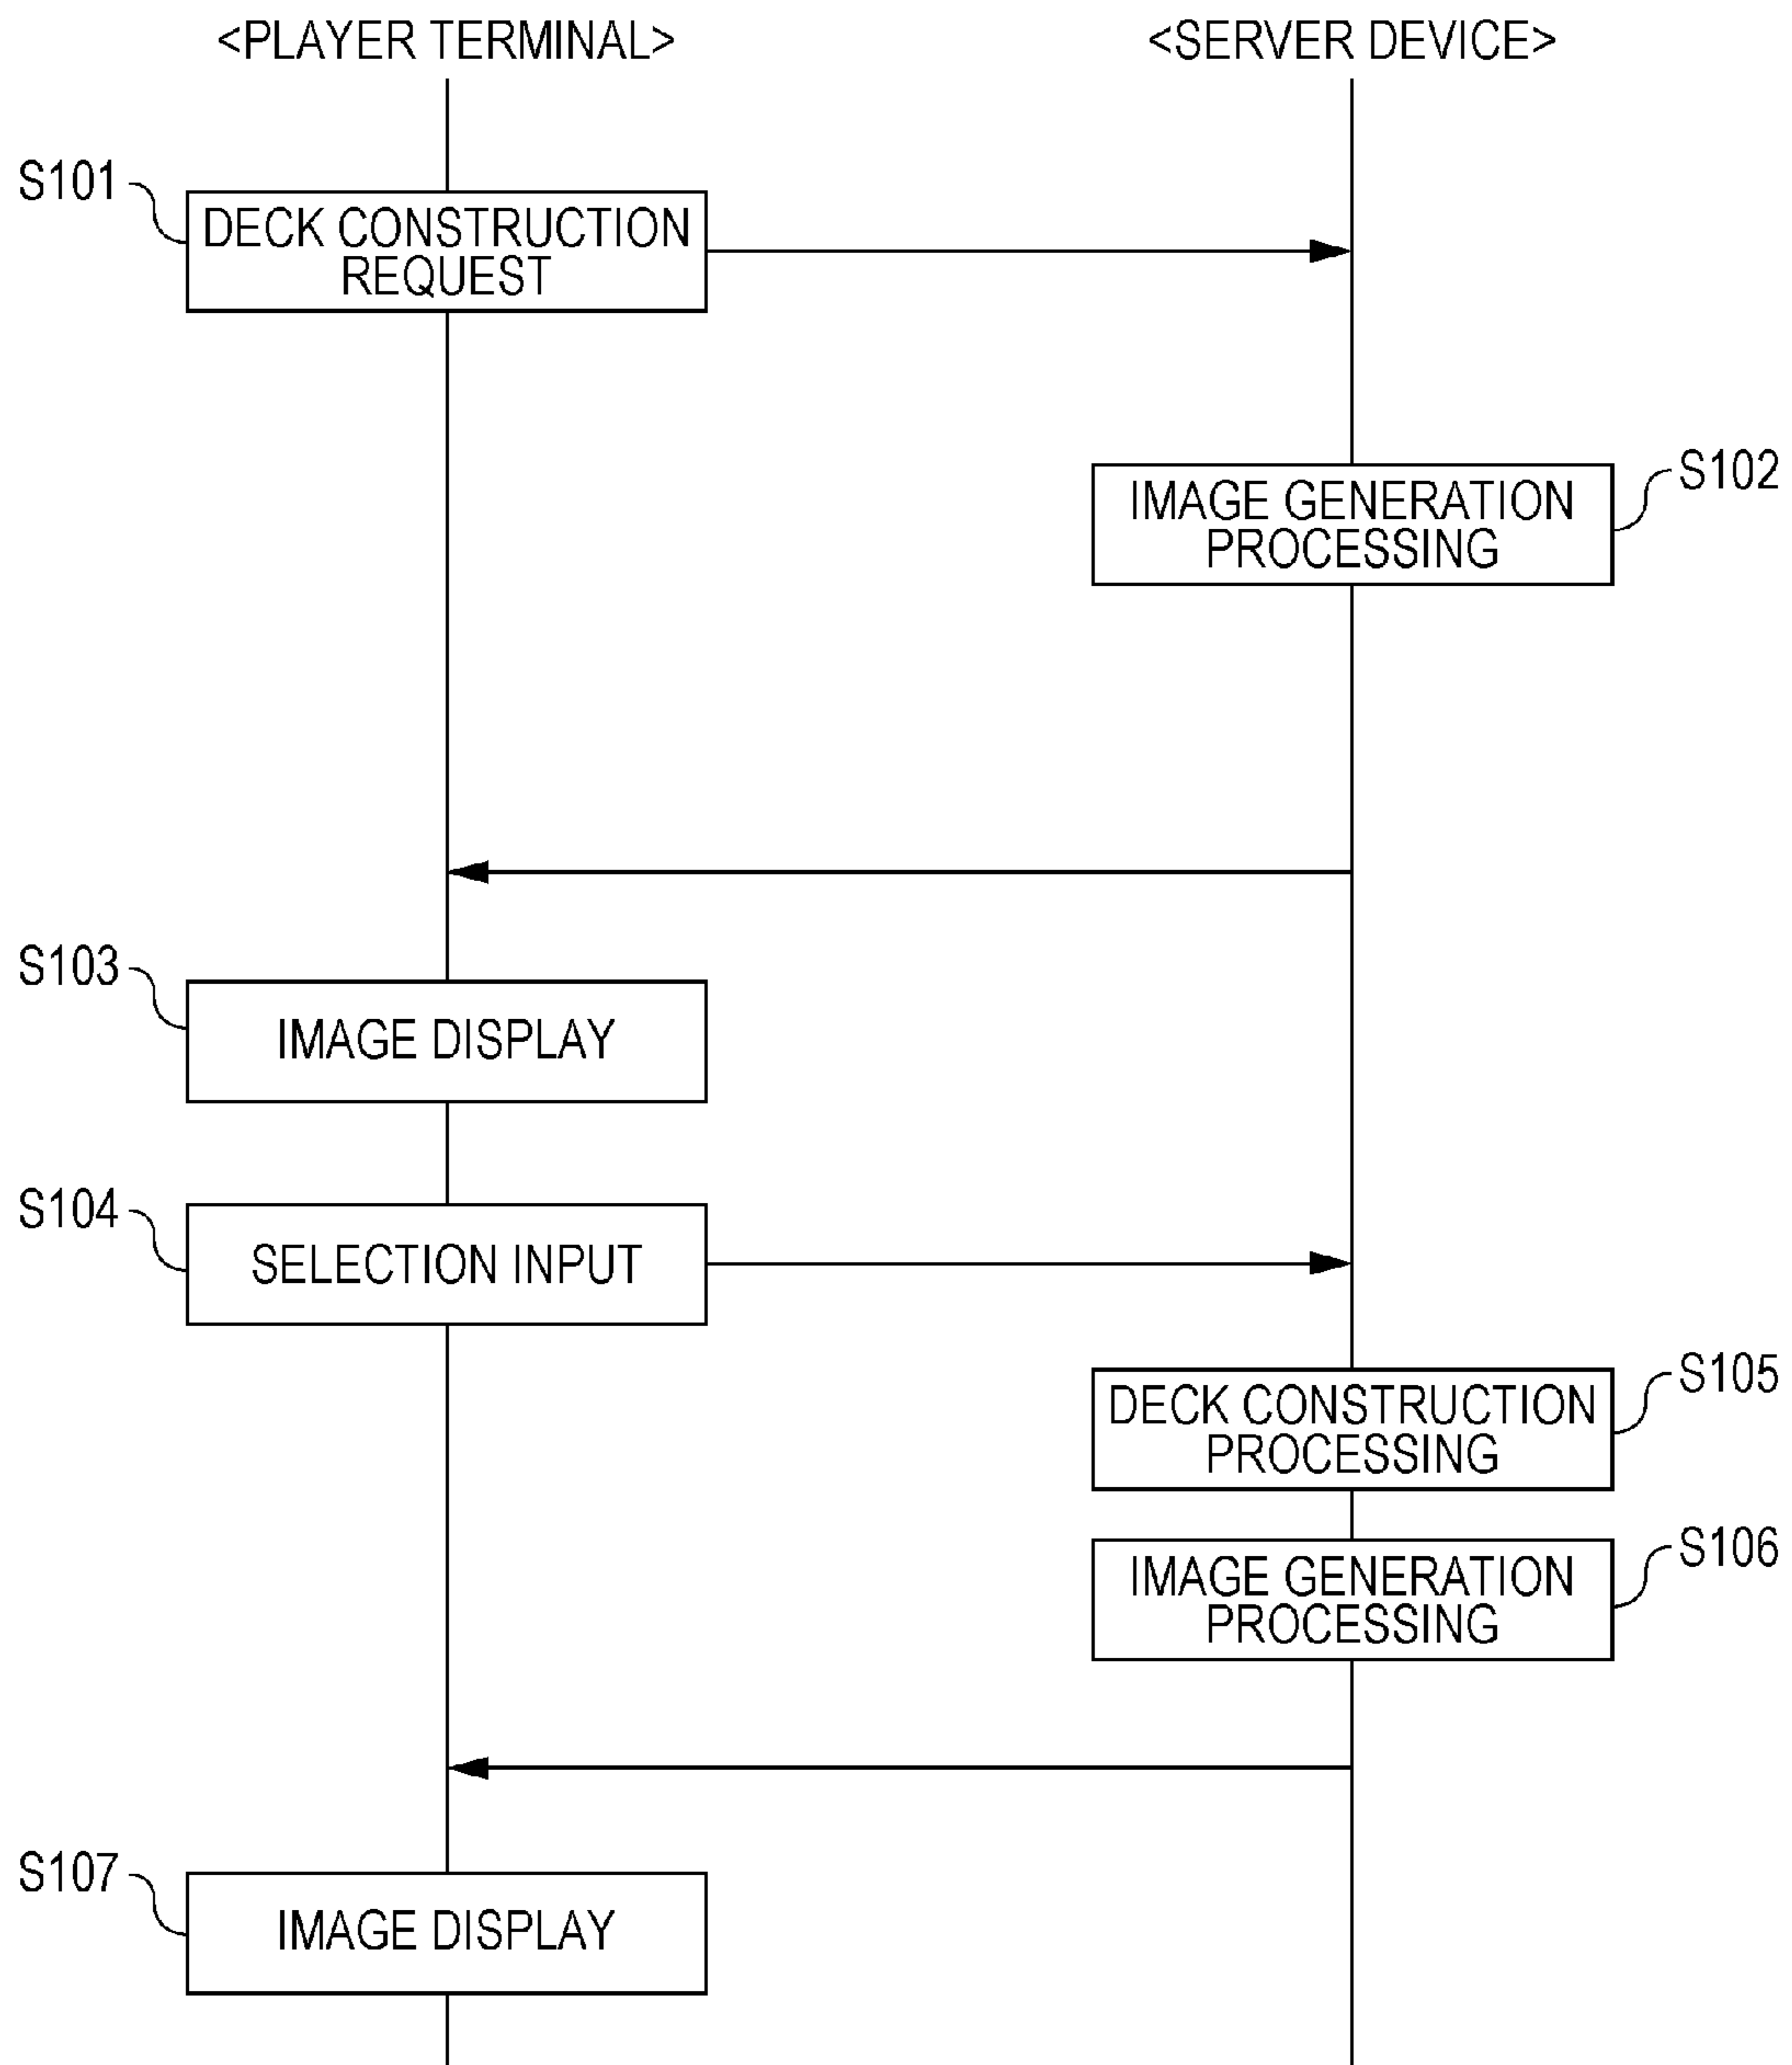 <PLAYER TERMINAL>
<SERVER DEVICE>
S101
DECK CONSTRUCTION
REQUEST
S102
IMAGE GENERATION
PROCESSING
S103
IMAGE DISPLAY
S104
SELECTION INPUT
S105
DECK CONSTRUCTION
PROCESSING
S106
IMAGE GENERATION
PROCESSING
S107
IMAGE DISPLAY